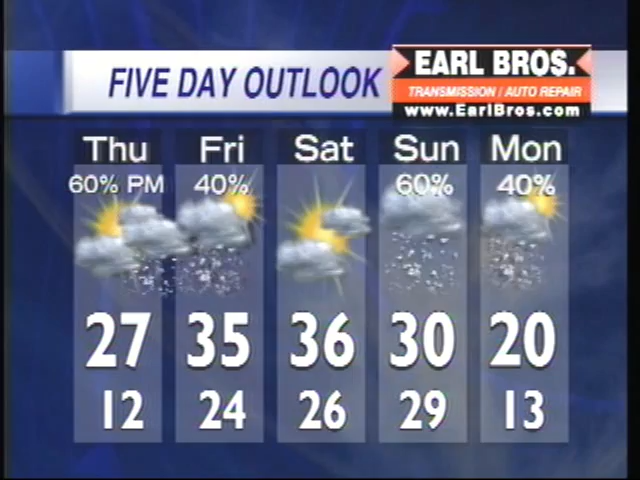 FIVE DAY OUTLOOK
EARL BROS.
TRANSMISSION / AUTO REPAIR
www.EarlBros.com
Thu Fri Sat Sun Mon
60% PM 40% 60% 40%
27 35 36 30 20
12 24 26 29 13